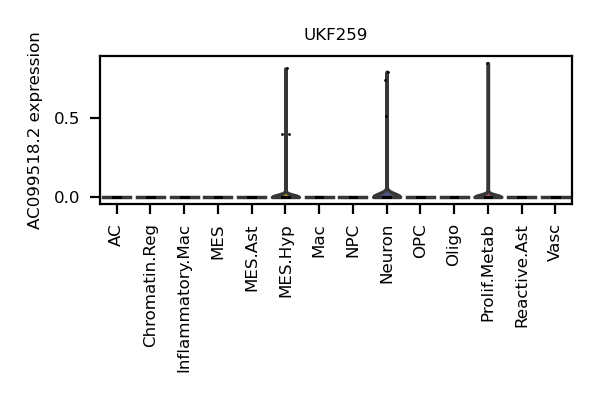 UKF259
AC099518.2 expression
0.5
0.0
AC
Chromatin.Reg
Inflammatory.Mac
MES
MES.Ast
MES.Hyp
Mac
NPC
Neuron
OPC
Oligo
Prolif.Metab
Reactive.Ast
Vasc